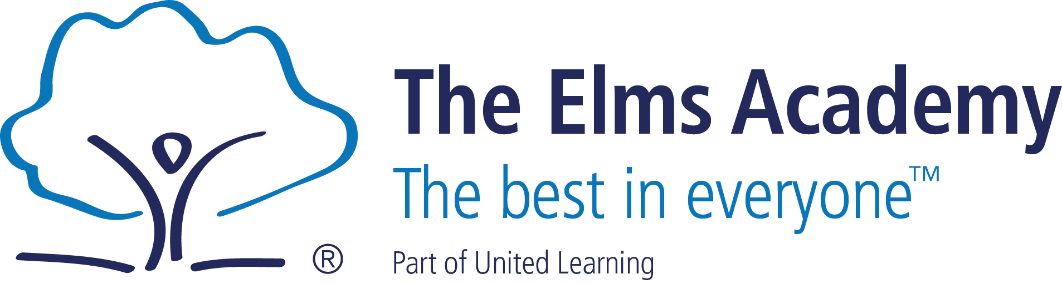 The Elms Academy
The best in everyone™
Part of United Learning
®